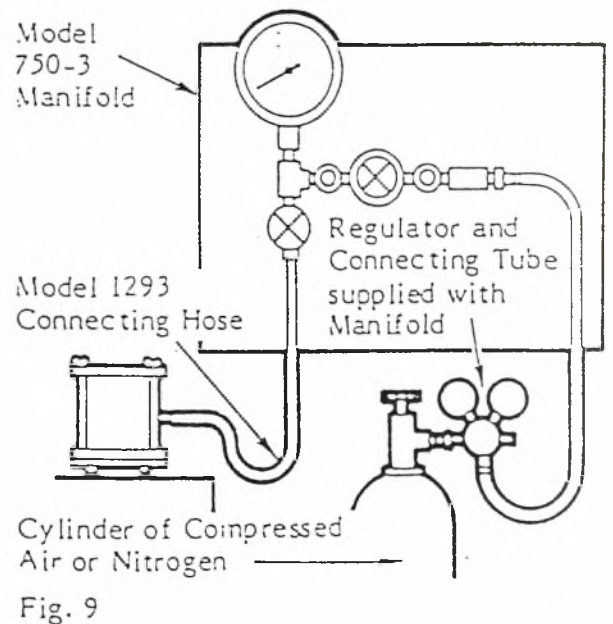 Model
750-3
Manifold
Regulator and
Connecting Tube
supplied with
Manifold
Model 1293
Connecting Hose
Cylinder of Compressed
Air or Nitrogen
Fig. 9